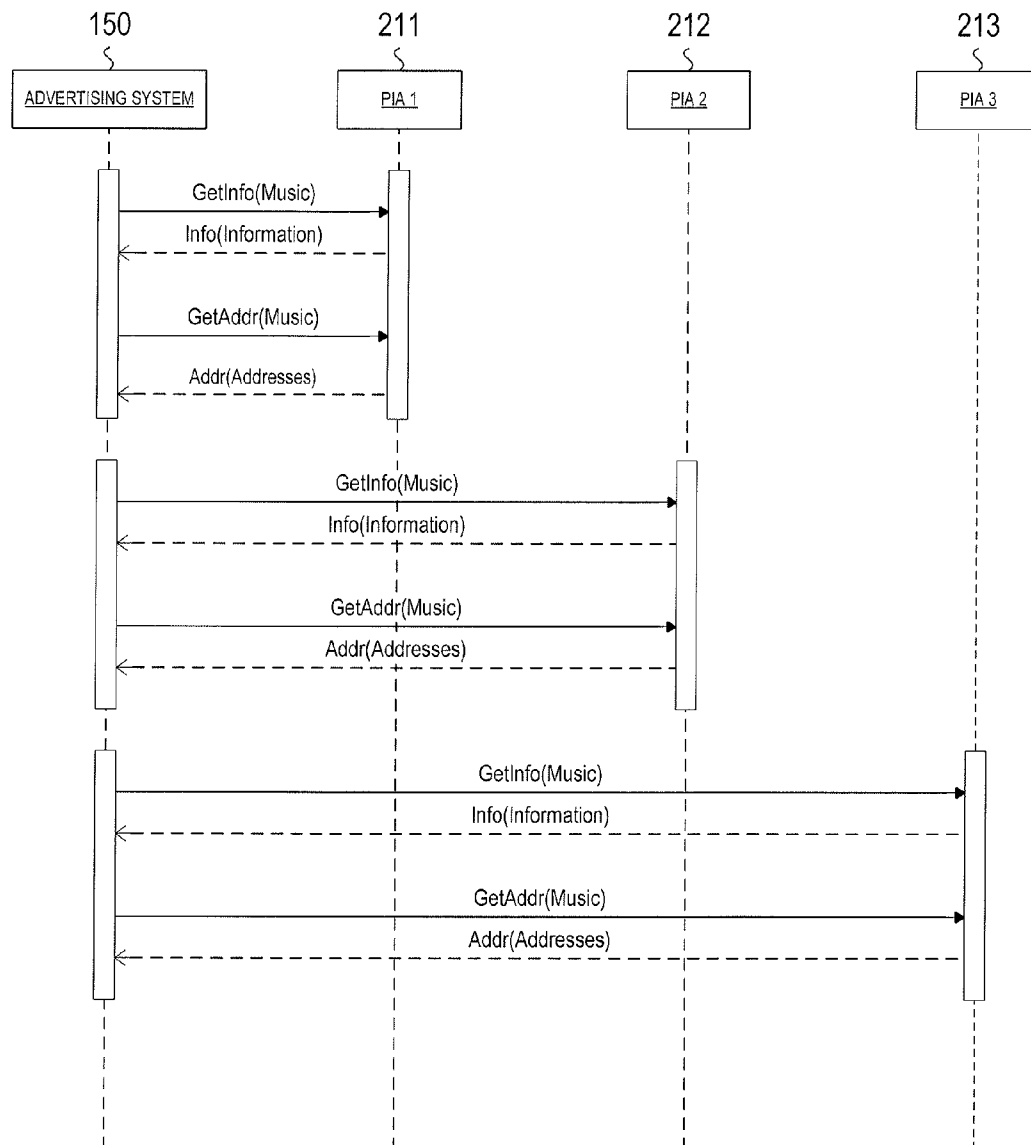 150 211 212 213
ADVERTISING SYSTEM PIA 1 PIA 2 PIA 3
GetInfo(Music)
Info(Information)
GetAddr(Music)
Addr(Addresses)
GetInfo(Music)
Info(Information)
GetAddr(Music)
Addr(Addresses)
GetInfo(Music)
Info(Information)
GetAddr(Music)
Addr(Addresses)